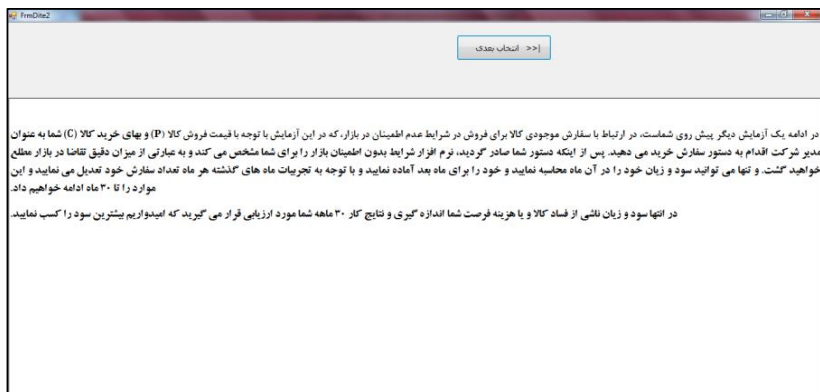 FrmDite2
انتخاب بعدی >>|
در ادامه یک آزمایش دیگر پیش روی شماست، در ارتباط با سفارش موجودی کالا برای فروش در شرایط عدم اطمینان در بازار، که در این آزمایش با توجه با قیمت فروش کالا (P) و بهای خرید کالا (C) شما به عنوان
مدیر شرکت اقدام به دستور سفارش خرید می دهید. پس از اینکه دستور شما صادر گردید، نرم افزار شرایط بدون اطمینان بازار را برای شما مشخص می کند و به عبارتی از میزان دقیق تقاضا در بازار مطلع
خواهید گشت. و تنها می توانید سود و زیان خود را در آن ماه محاسبه نمایید و خود را برای ماه بعد آماده نمایید و با توجه به تجربیات ماه های گذشته هر ماه تعداد سفارش خود تعدیل می نمایید و این
موارد را تا ۳۰ ماه ادامه خواهیم داد.
در انتها سود و زیان ناشی از فساد کالا و یا هزینه فرصت شما اندازه گیری و نتایج کار ۳۰ ماهه شما مورد ارزیابی قرار می گیرید که امیدواریم بیشترین سود را کسب نمایید.